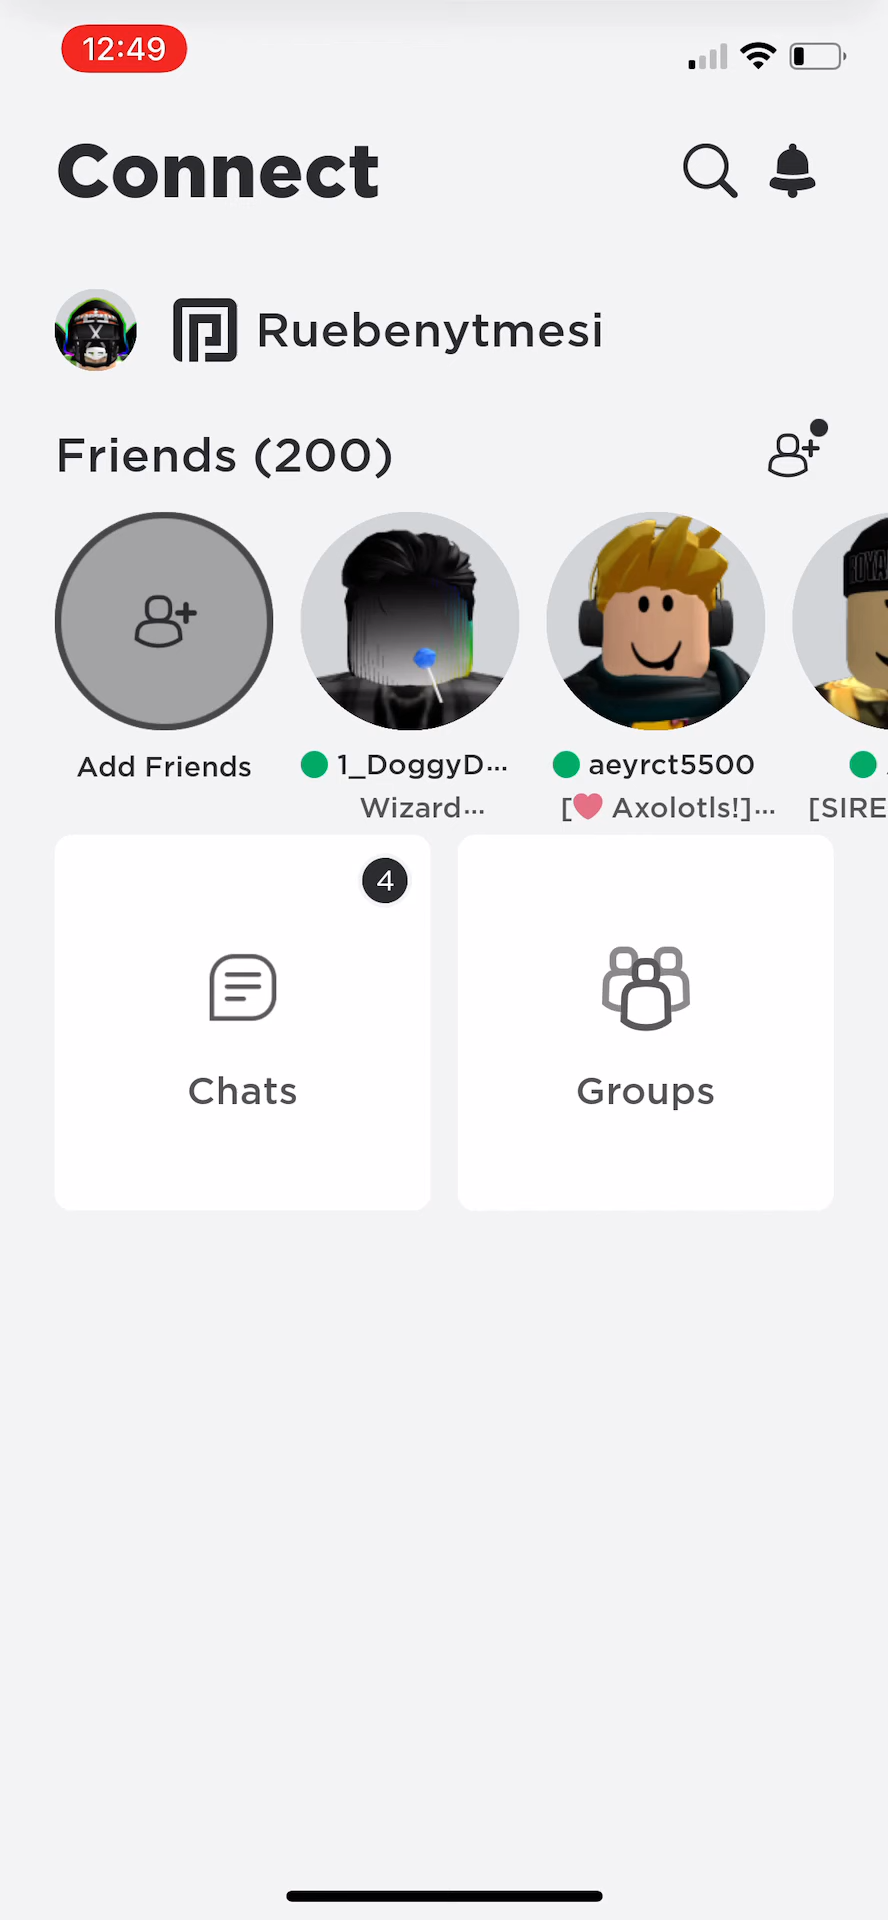 12:49
Connect
Ruebenytmesi
Friends (200)
Add Friends
1_DoggyD...
aeyrct5500
Wizard...
[❤ Axolotls!]...
[SIRE
4
Chats
Groups